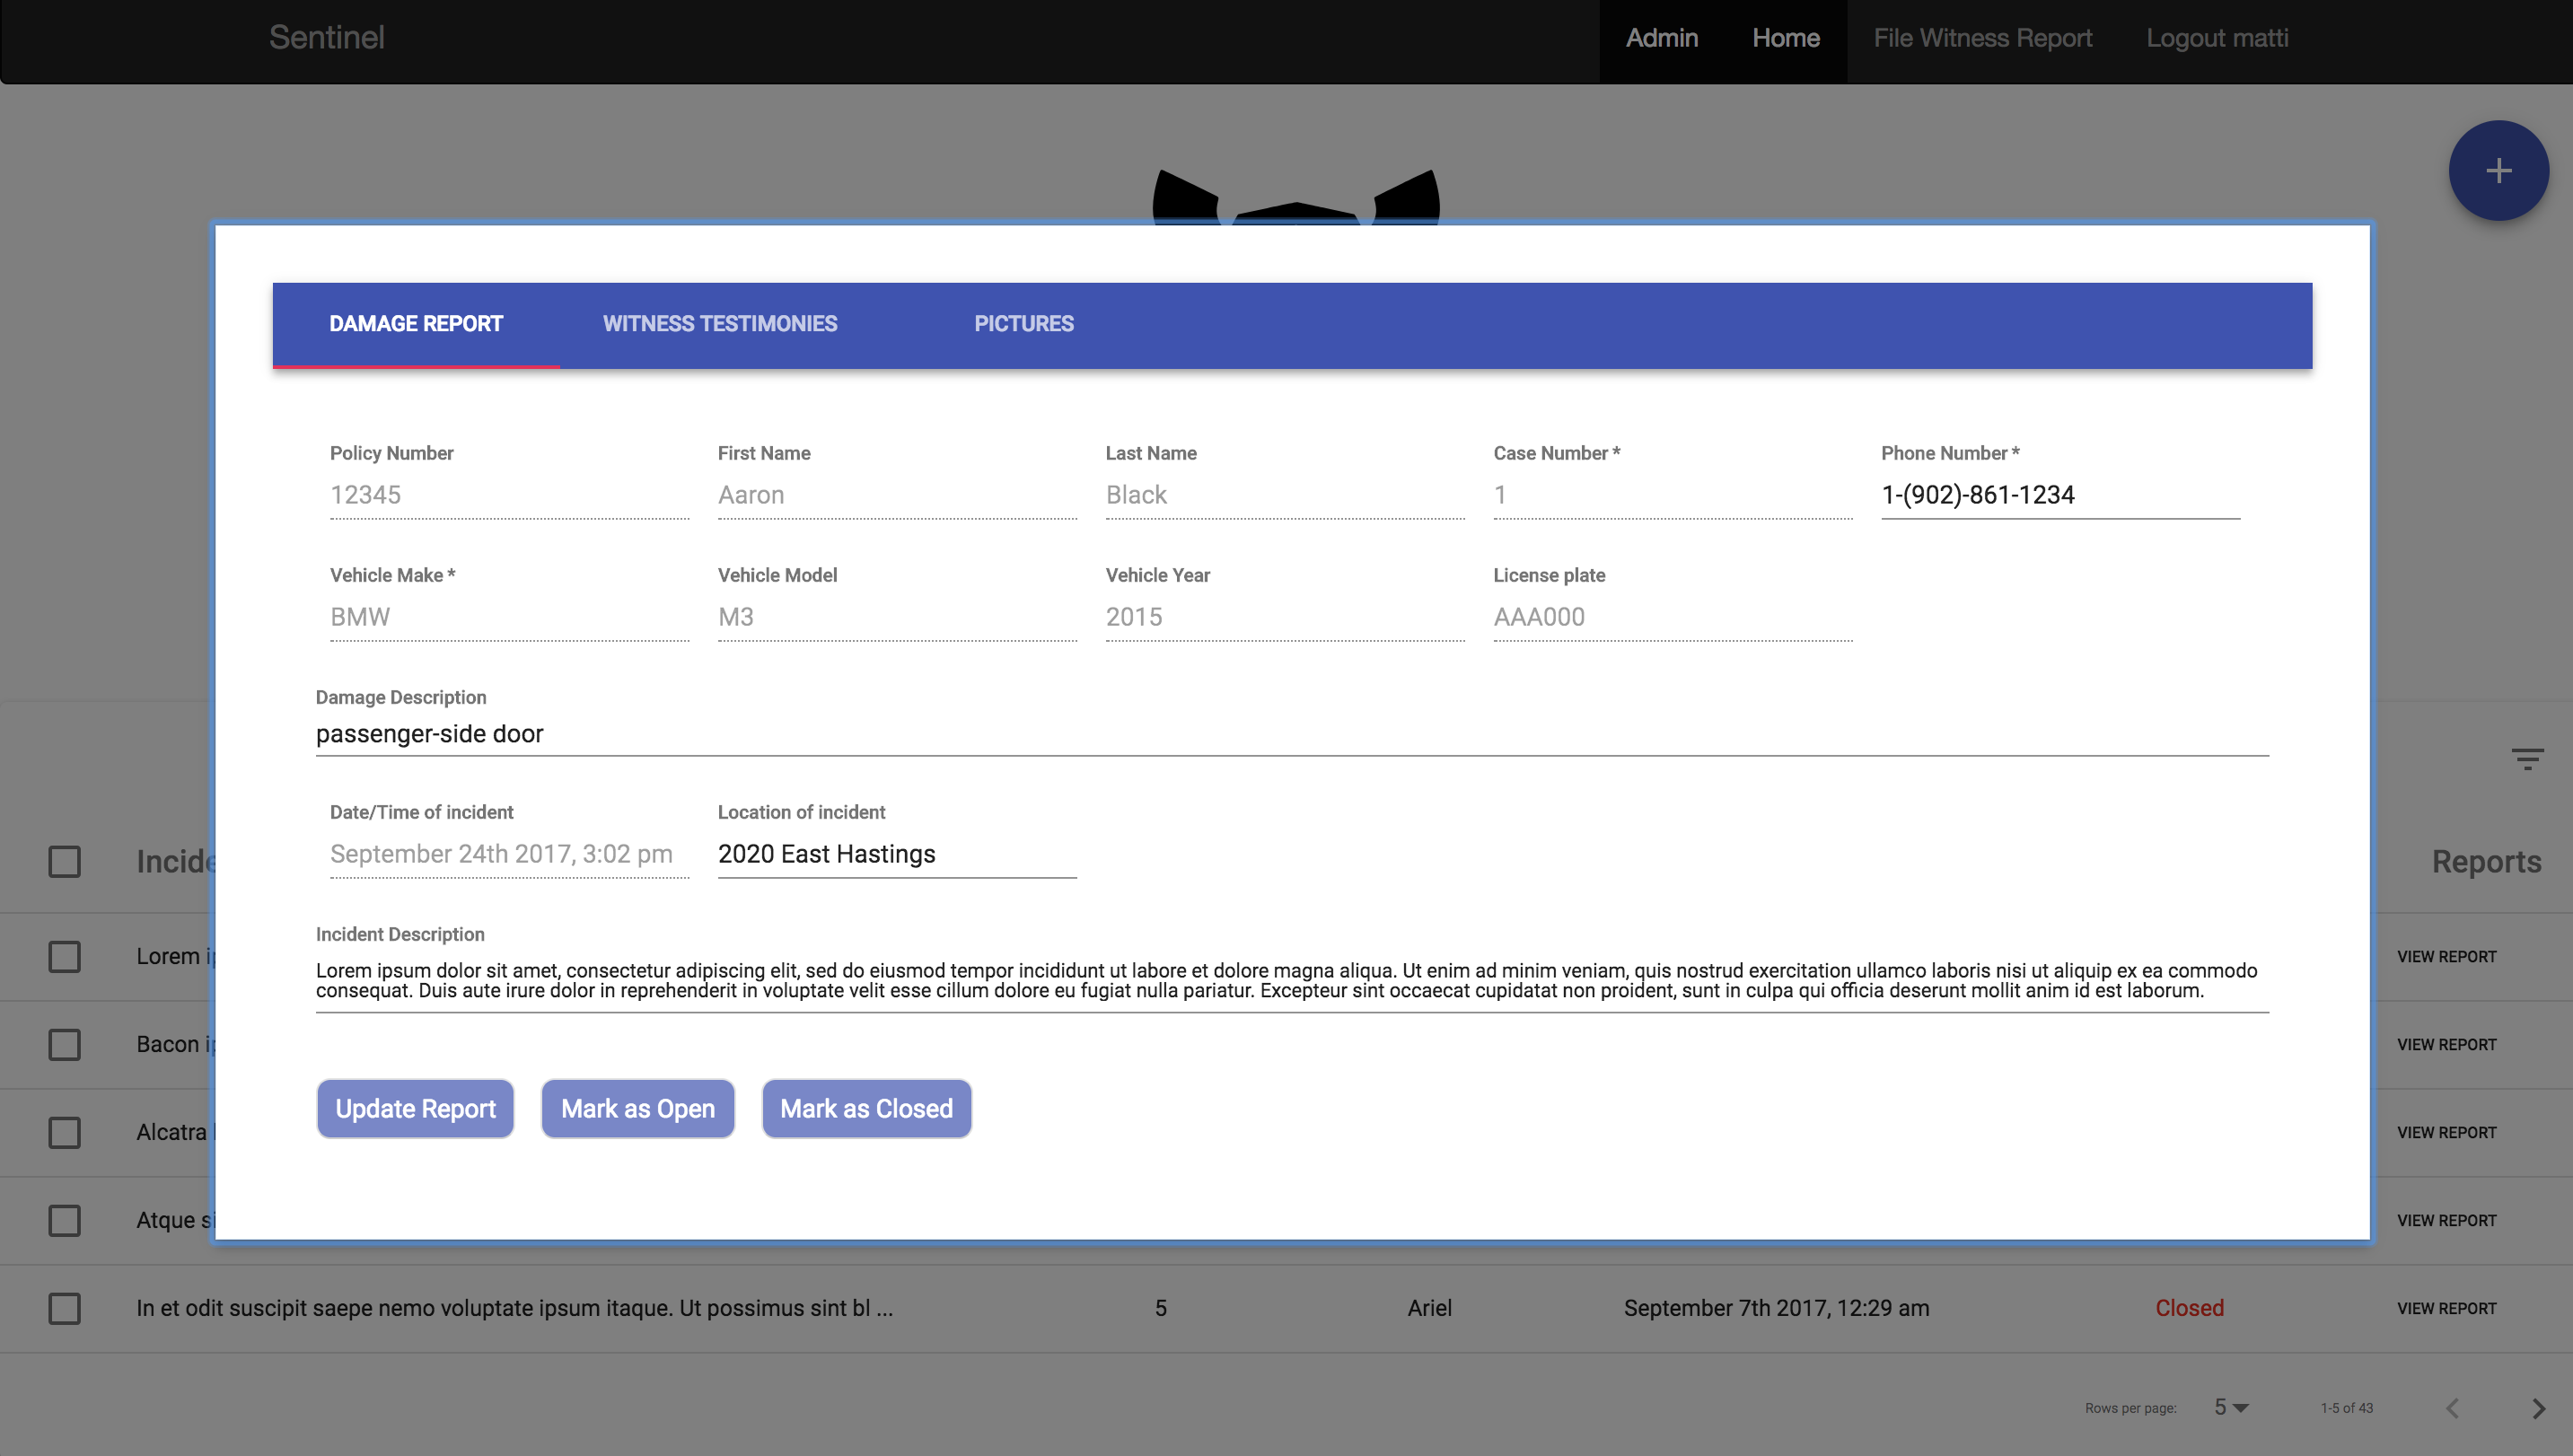 Sentinel
Admin Home File Witness Report Logout matti
+
DAMAGE REPORT WITNESS TESTIMONIES PICTURES
Policy Number First Name Last Name Case Number * Phone Number *
12345 Aaron Black 1 1-(902)-861-1234
Vehicle Make * Vehicle Model Vehicle Year License plate
BMW M3 2015 AAA000
Damage Description
passenger-side door
Date/Time of incident Location of incident
September 24th 2017, 3:02 pm 2020 East Hastings
Incident Description
Lorem ipsum dolor sit amet, consectetur adipiscing elit, sed do eiusmod tempor incididunt ut labore et dolore magna aliqua. Ut enim ad minim veniam, quis nostrud exercitation ullamco laboris nisi ut aliquip ex ea commodo
consequat. Duis aute irure dolor in reprehenderit in voluptate velit esse cillum dolore eu fugiat nulla pariatur. Excepteur sint occaecat cupidatat non proident, sunt in culpa qui officia deserunt mollit anim id est laborum.
Update Report Mark as Open Mark as Closed
Reports
Lorem VIEW REPORT
Bacon VIEW REPORT
Alcatra VIEW REPORT
Atque VIEW REPORT
In et odit suscipit saepe nemo voluptate ipsum itaque. Ut possimus sint bl ... 5 Ariel September 7th 2017, 12:29 am Closed VIEW REPORT
Rows per page: 5 1-5 of 43